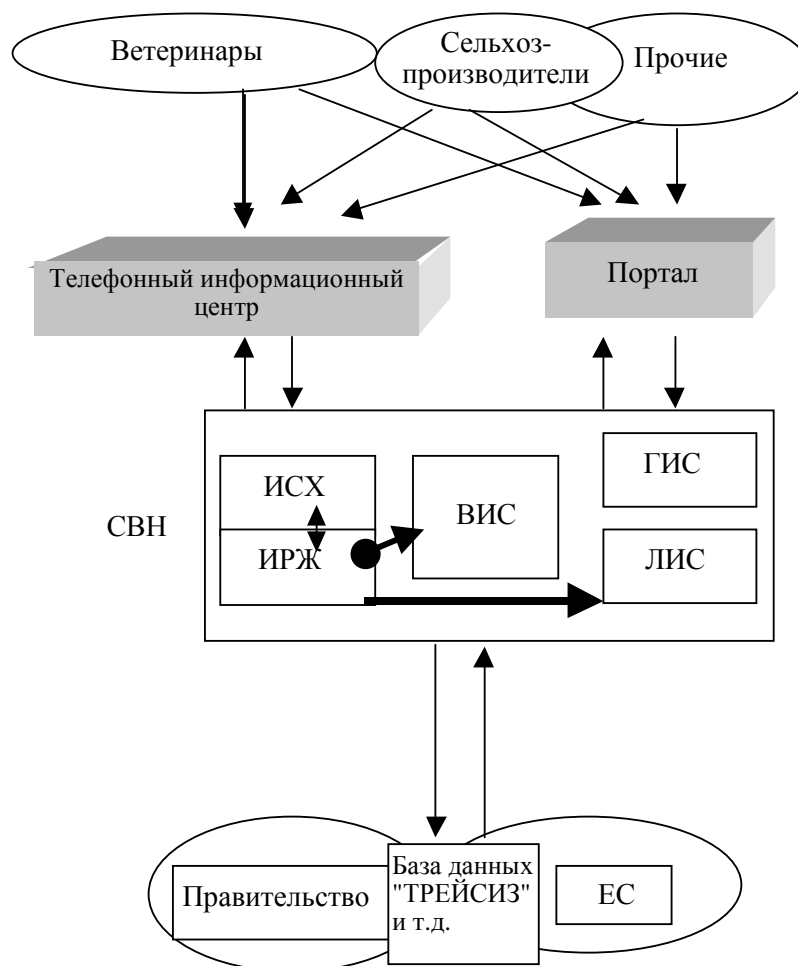 Ветеринары
Сельхоз-
производители
Прочие
Телефонный информационный
центр
Портал
СВН
ИСХ
ИРЖ
ВИС
ГИС
ЛИС
Правительство
База данных
"ТРЕЙСИЗ"
и т.д.
ЕС